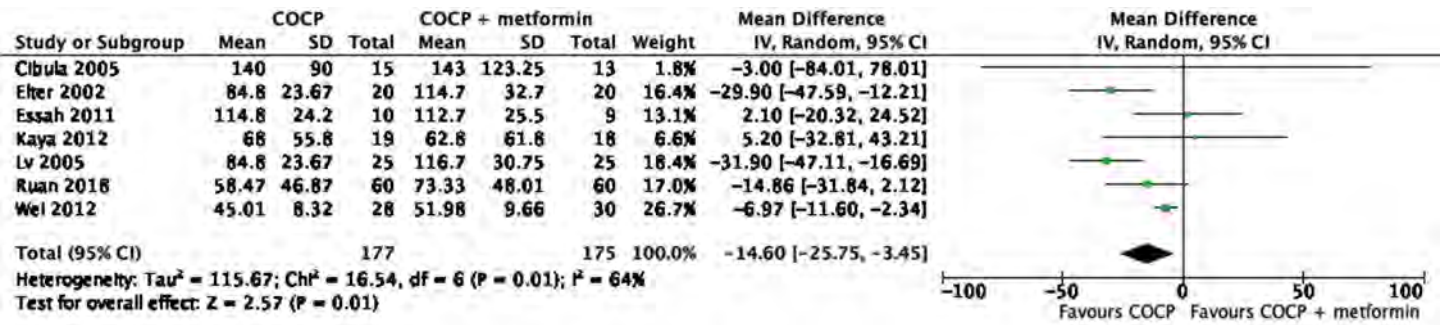 COCP COCP + metformin Mean Difference Mean Difference
Study or Subgroup Mean SD Total Mean SD Total Weight IV, Random, 95% CI IV, Random, 95% CI
Cibula 2005 140 90 15 143 123.25 13 1.8% −3.00 [−84.01, 78.01]
Elter 2002 84.8 23.67 20 114.7 32.7 20 16.4% −29.90 [−47.59, −12.21]
Essah 2011 114.8 24.2 10 112.7 25.5 9 13.1% 2.10 [−20.32, 24.52]
Kaya 2012 68 55.8 19 62.8 61.8 18 6.6% 5.20 [−32.81, 43.21]
Lv 2005 84.8 23.67 25 116.7 30.75 25 18.4% −31.90 [−47.11, −16.69]
Ruan 2018 58.47 46.87 60 73.33 48.01 60 17.0% −14.86 [−31.84, 2.12]
Wei 2012 45.01 8.32 28 51.98 9.66 30 26.7% −6.97 [−11.60, −2.34]
Total (95% CI) 177 175 100.0% −14.60 [−25.75, −3.45]
Heterogeneity: Tau² = 115.67; Chi² = 16.54, df = 6 (P = 0.01); I² = 64%
Test for overall effect: Z = 2.57 (P = 0.01)
−100 −50 0 50 100
Favours COCP Favours COCP + metformin